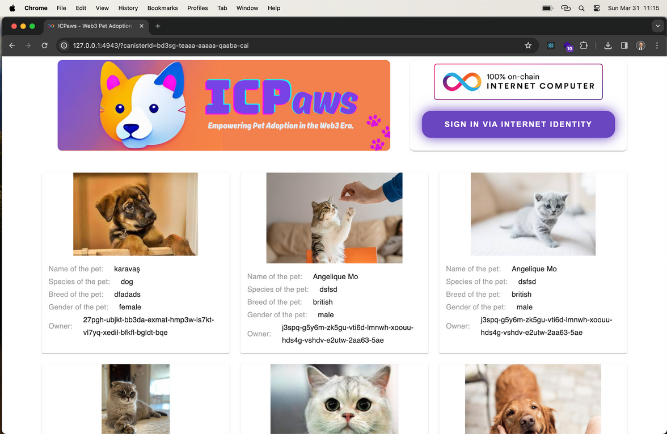 Chrome File Edit View History Bookmarks Profiles Tab Window Help
Sun Mar 31 11:15
ICPaws - Web3 Pet Adoption
127.0.0.1:4943/?canisterId=bd3sg-teaaa-aaaaa-qaaba-cai
10
ICPaws
Empowering Pet Adoption in the Web3 Era.
100% on-chain
INTERNET COMPUTER
SIGN IN VIA INTERNET IDENTITY
Name of the pet: karavaş
Species of the pet: dog
Breed of the pet: dfadads
Gender of the pet: female
Owner: 27pgh-ubjkt-bb3da-exmat-hmp3w-is7kt-
vl7yq-xedil-bfkfl-bgidt-bqe
Name of the pet: Angelique Mo
Species of the pet: dsfsd
Breed of the pet: british
Gender of the pet: male
Owner: j3spq-g5y6m-zk5gu-vti6d-lmnwh-xoouu-
hds4g-vshdv-e2utw-2aa63-5ae
Name of the pet: Angelique Mo
Species of the pet: dsfsd
Breed of the pet: british
Gender of the pet: male
Owner: j3spq-g5y6m-zk5gu-vti6d-lmnwh-xoouu-
hds4g-vshdv-e2utw-2aa63-5ae